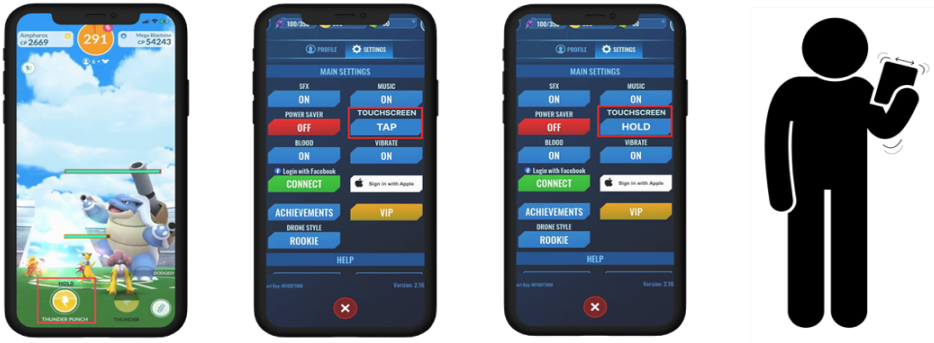 Ampharos
CP 2669
291
Mega Blastoise
CP 54243
HOLD
THUNDER PUNCH
THUNDER
DODGED!
100/350
PROFILE
SETTINGS
MAIN SETTINGS
SFX
MUSIC
ON
ON
POWER SAVER
TOUCHSCREEN
OFF
TAP
BLOOD
VIBRATE
ON
ON
Login with Facebook
CONNECT
Sign in with Apple
ACHIEVEMENTS
VIP
DRONE STYLE
ROOKIE
HELP
Version: 2.16
X
PROFILE
SETTINGS
MAIN SETTINGS
SFX
MUSIC
ON
ON
POWER SAVER
TOUCHSCREEN
OFF
HOLD
BLOOD
VIBRATE
ON
ON
Login with Facebook
CONNECT
Sign in with Apple
ACHIEVEMENTS
VIP
DRONE STYLE
ROOKIE
HELP
Version: 2.16
X